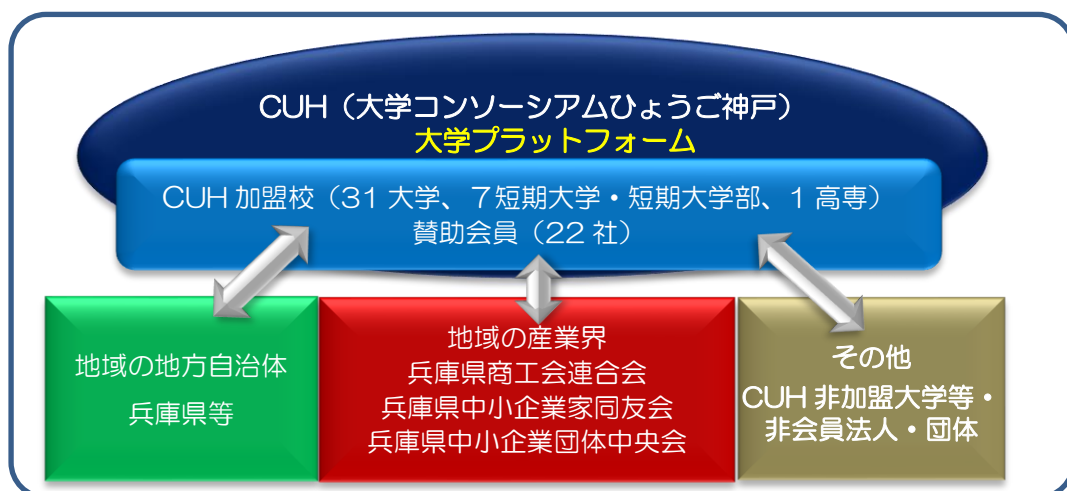 CUH（大学コンソーシアムひょうご神戸）
大学プラットフォーム
CUH 加盟校（31 大学、７短期大学・短期大学部、１高専）
賛助会員（22 社）
地域の地方自治体
兵庫県等
地域の産業界
兵庫県商工会連合会
兵庫県中小企業家同友会
兵庫県中小企業団体中央会
その他
CUH 非加盟大学等・
非会員法人・団体